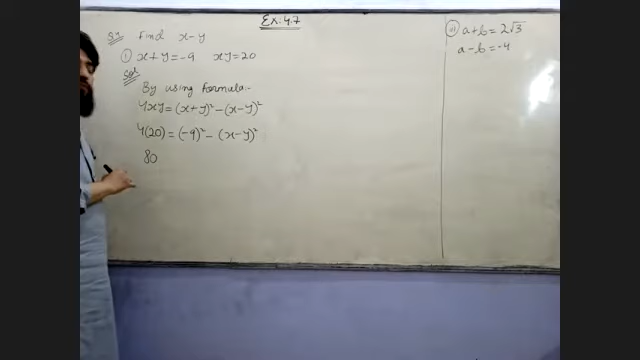 Ex:4.7
Q4 Find x-y
(i) x+y=-9 xy=20
Sol
By using formula:-
4xy=(x+y)²-(x-y)²
4(20)=(-9)²-(x-y)²
80
a+b=2√3
a-b=-4